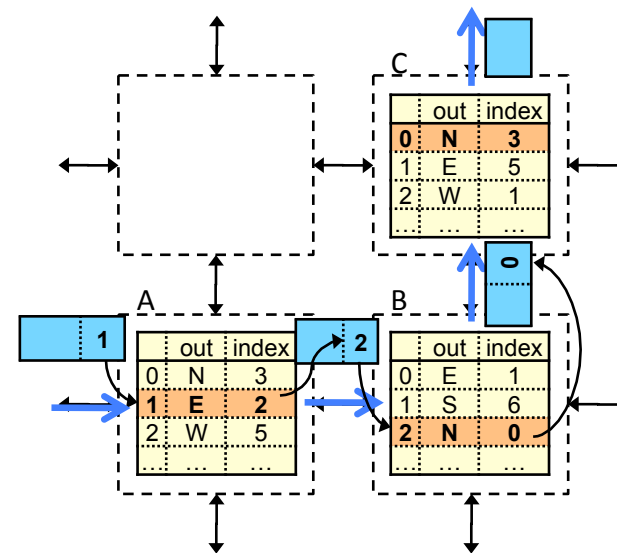 C
out index
0 N 3
1 E 5
2 W 1
... ... ...
0
A
1
out index
0 N 3
1 E 2
2 W 5
... ... ...
2
B
out index
0 E 1
1 S 6
2 N 0
... ... ...